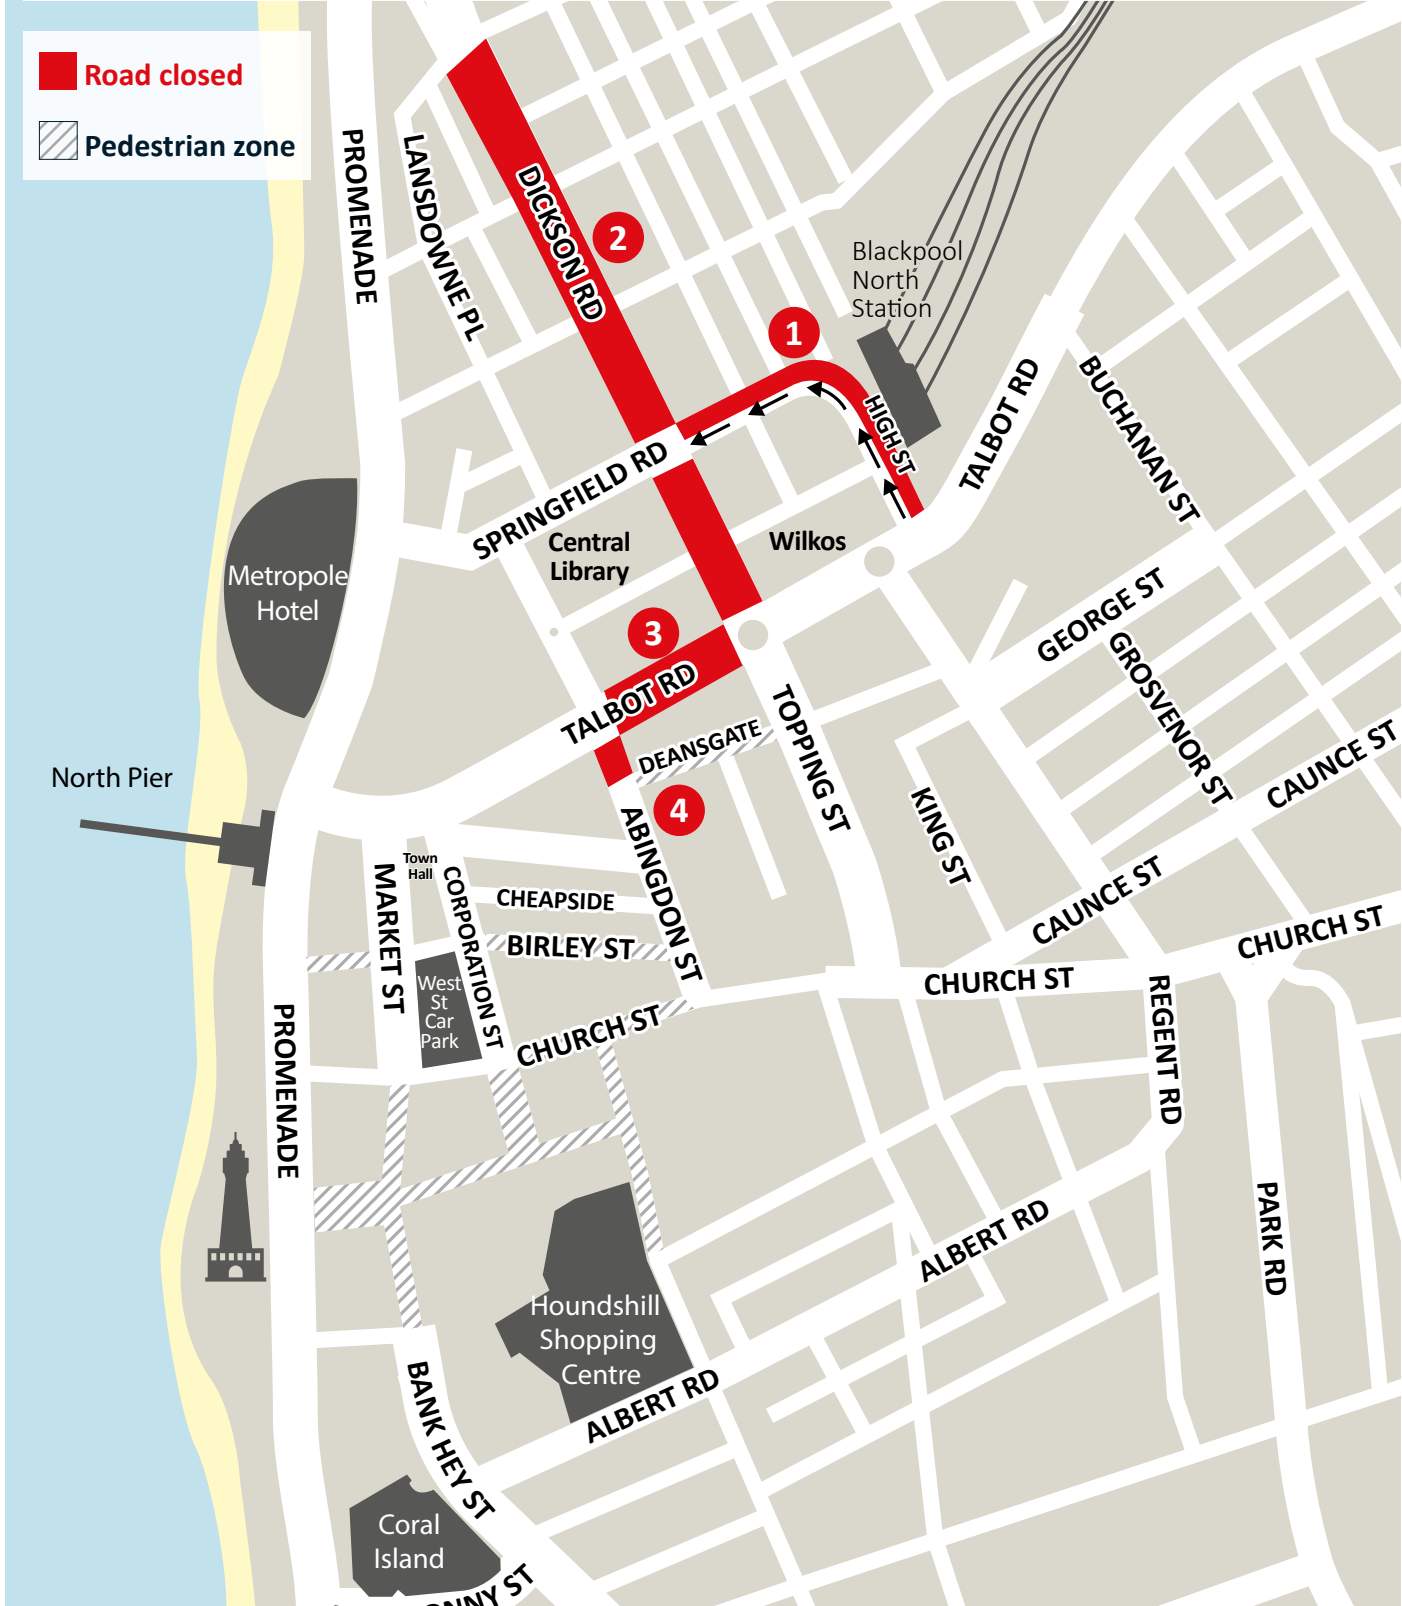 Road closed
Pedestrian zone
PROMENADE
LANSDOWNE PL
DICKSON RD
2
1
Blackpool
North
Station
HIGH ST
TALBOT RD
BUCHANAN ST
SPRINGFIELD RD
Central
Library
Wilkos
Metropole
Hotel
GEORGE ST
GROSVENOR ST
3
TALBOT RD
TOPPING ST
DEANSGATE
CAUNCE ST
North Pier
4
KING ST
ABINGDON ST
Town
Hall
MARKET ST
CORPORATION ST
CHEAPSIDE
BIRLEY ST
CAUNCE ST
CHURCH ST
CHURCH ST
West
St
Car
Park
CHURCH ST
REGENT RD
PROMENADE
PARK RD
ALBERT RD
Houndshill
Shopping
Centre
ALBERT RD
BANK HEY ST
Coral
Island